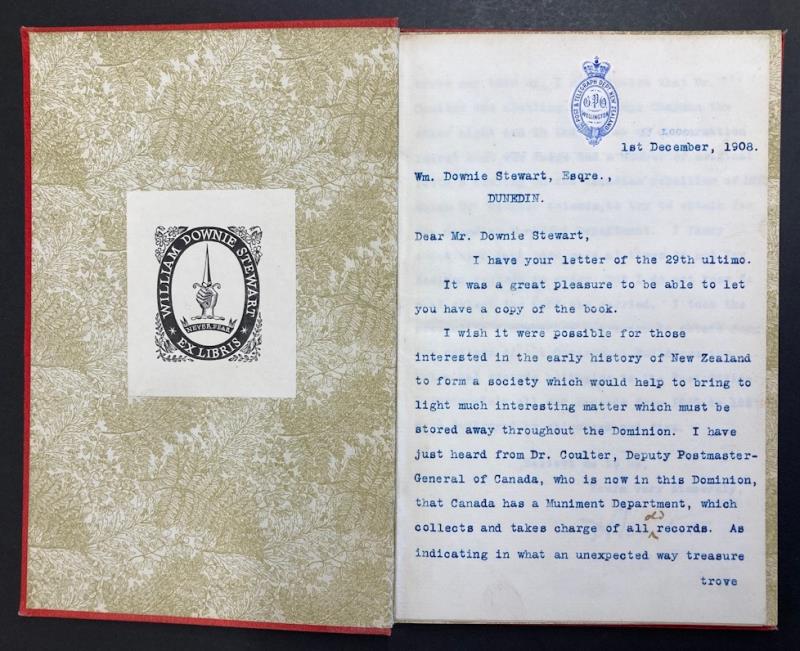 WILLIAM DOWNIE STEWART
NEVER FEAR
EX LIBRIS
POST & TELEGRAPH DEPT NEW ZEALAND
G.P.O.
WELLINGTON
1st December, 1908.
Wm. Downie Stewart, Esqre.,
DUNEDIN.
Dear Mr. Downie Stewart,
I have your letter of the 29th ultimo.
It was a great pleasure to be able to let
you have a copy of the book.
I wish it were possible for those
interested in the early history of New Zealand
to form a society which would help to bring to
light much interesting matter which must be
stored away throughout the Dominion. I have
just heard from Dr. Coulter, Deputy Postmaster-
General of Canada, who is now in this Dominion,
that Canada has a Muniment Department, which
collects and takes charge of all old records. As
indicating in what an unexpected way treasure
trove